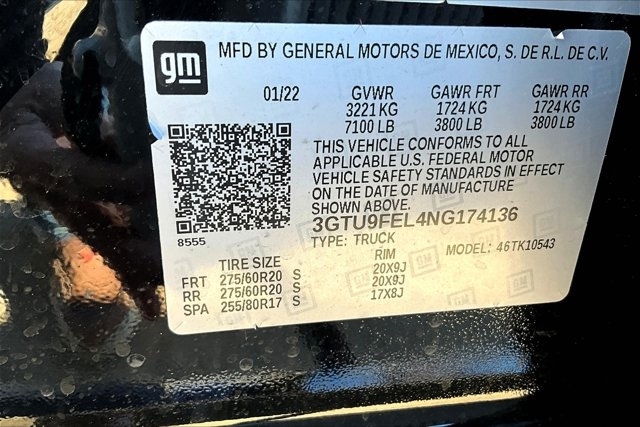 gm
MFD BY GENERAL MOTORS DE MEXICO, S. DE R.L. DE C.V.
01/22 GVWR GAWR FRT GAWR RR
3221 KG 1724 KG 1724 KG
7100 LB 3800 LB 3800 LB
THIS VEHICLE CONFORMS TO ALL
APPLICABLE U.S. FEDERAL MOTOR
VEHICLE SAFETY STANDARDS IN EFFECT
ON THE DATE OF MANUFACTURE
SHOWN ABOVE.
8555
3GTU9FEL4NG174136
TYPE: TRUCK MODEL: 46TK10543
TIRE SIZE RIM
FRT 275/60R20 S 20X9J
RR 275/60R20 S 20X9J
SPA 255/80R17 S 17X8J